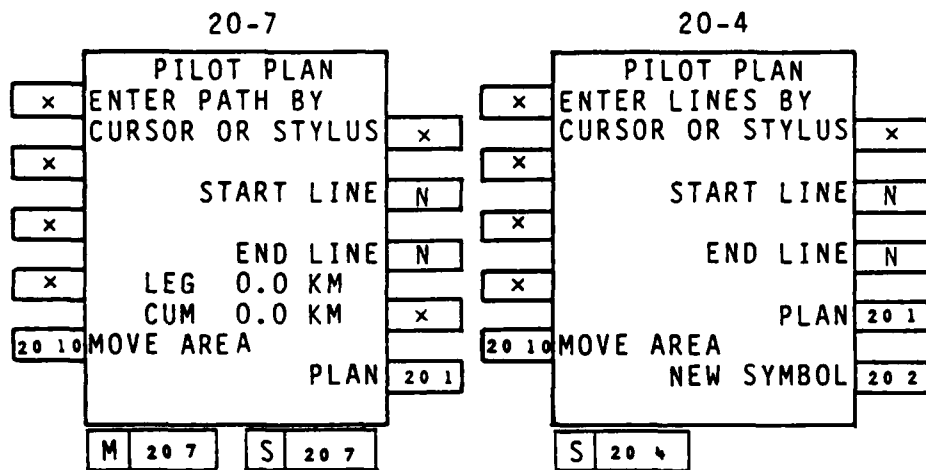 20-7
PILOT PLAN
× ENTER PATH BY
CURSOR OR STYLUS ×
×
START LINE N
×
END LINE N
× LEG 0.0 KM
CUM 0.0 KM ×
20 10 MOVE AREA
PLAN 20 1
M 20 7 S 20 7
20-4
PILOT PLAN
× ENTER LINES BY
CURSOR OR STYLUS ×
×
START LINE N
×
END LINE N
×
PLAN 20 1
20 10 MOVE AREA
NEW SYMBOL 20 2
S 20 4